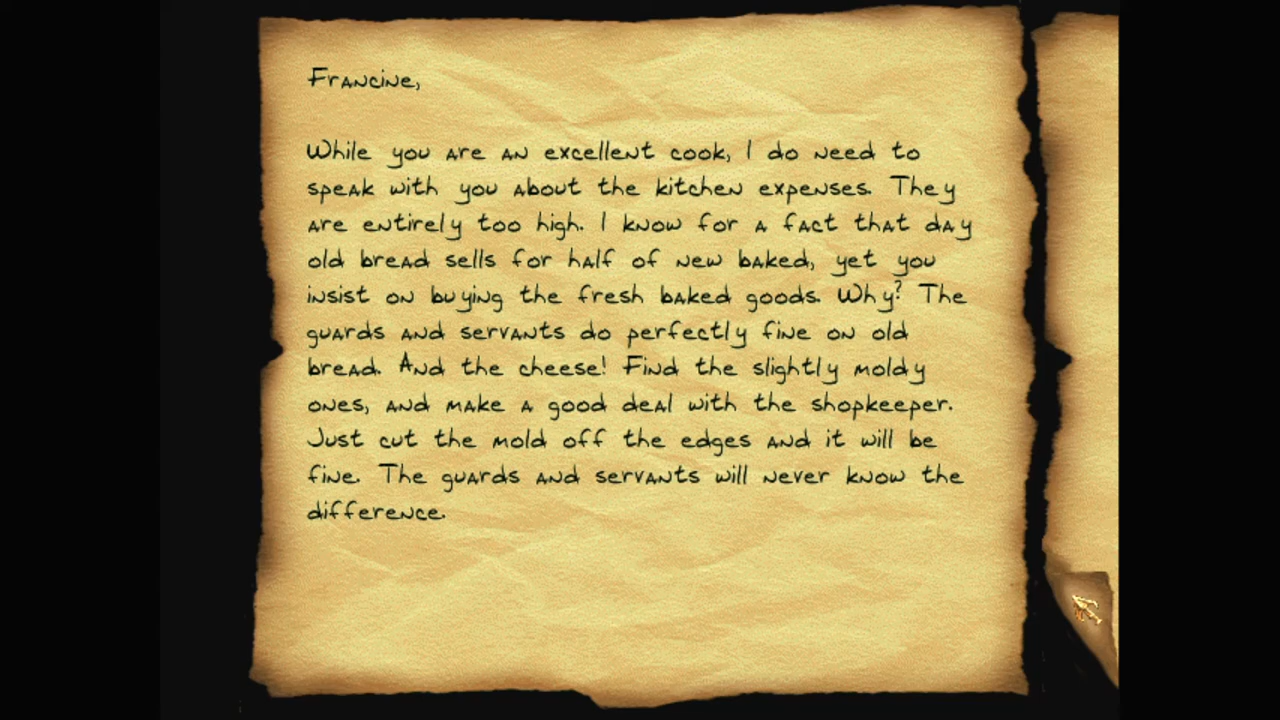 Francine,
While you are an excellent cook, I do need to
speak with you about the kitchen expenses. They
are entirely too high. I know for a fact that day
old bread sells for half of new baked, yet you
insist on buying the fresh baked goods. Why? The
guards and servants do perfectly fine on old
bread. And the cheese! Find the slightly moldy
ones, and make a good deal with the shopkeeper.
Just cut the mold off the edges and it will be
fine. The guards and servants will never know the
difference.